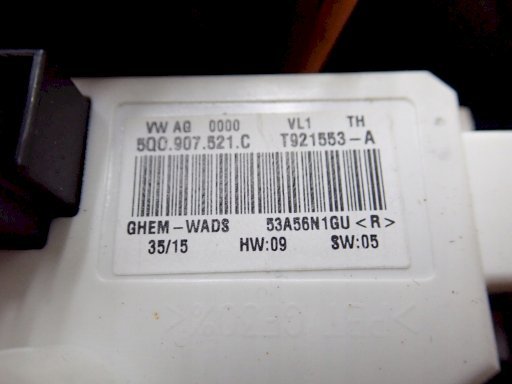 VW AG 0000 VL1 TH
5Q0.907.521.C T921553-A
GHEM-WADS 53A56N1GU <R>
35/15 HW:09 SW:05